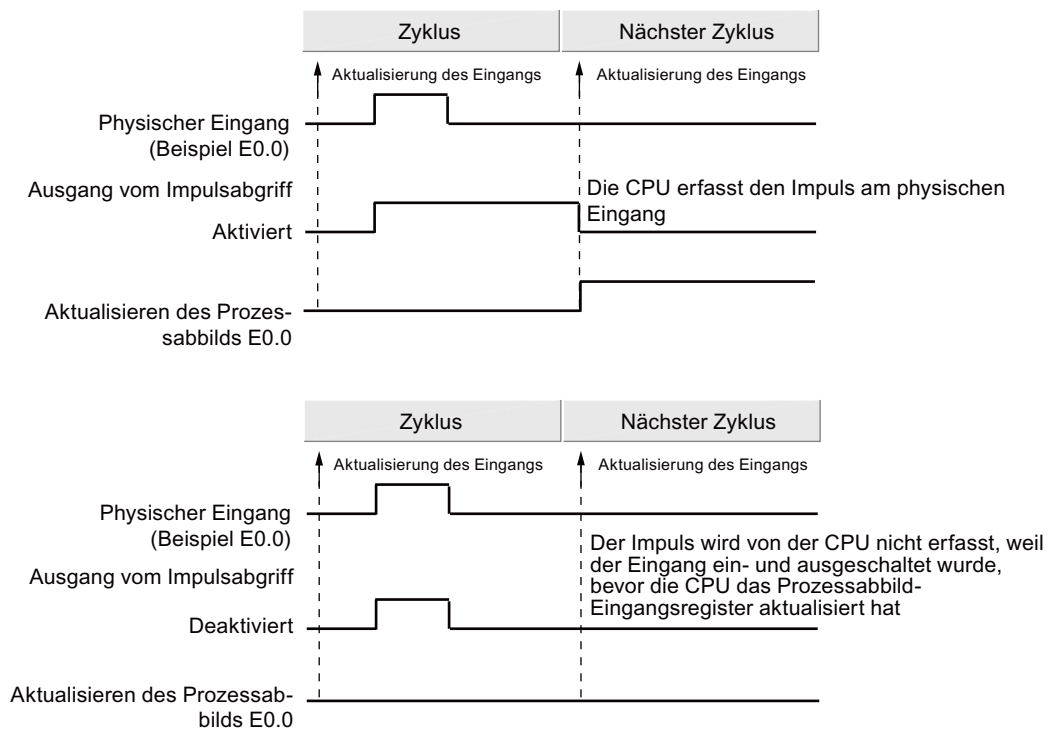 Zyklus
Nächster Zyklus
Aktualisierung des Eingangs
Aktualisierung des Eingangs
Physischer Eingang
(Beispiel E0.0)
Ausgang vom Impulsabgriff
Die CPU erfasst den Impuls am physischen
Eingang
Aktiviert
Aktualisieren des Prozes-
sabbilds E0.0
Zyklus
Nächster Zyklus
Aktualisierung des Eingangs
Aktualisierung des Eingangs
Physischer Eingang
(Beispiel E0.0)
Der Impuls wird von der CPU nicht erfasst, weil
der Eingang ein- und ausgeschaltet wurde,
bevor die CPU das Prozessabbild-
Eingangsregister aktualisiert hat
Ausgang vom Impulsabgriff
Deaktiviert
Aktualisieren des Prozessab-
bilds E0.0